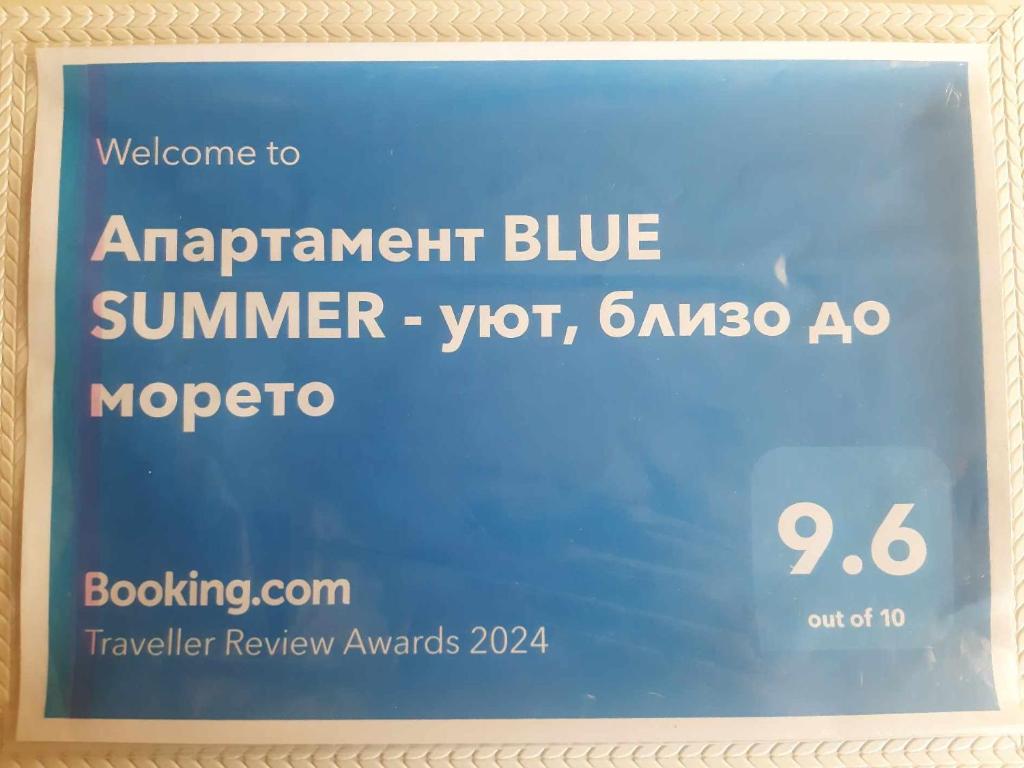 Welcome to
Апартамент BLUE
SUMMER - уют, близо до
морето
9.6
out of 10
Booking.com
Traveller Review Awards 2024